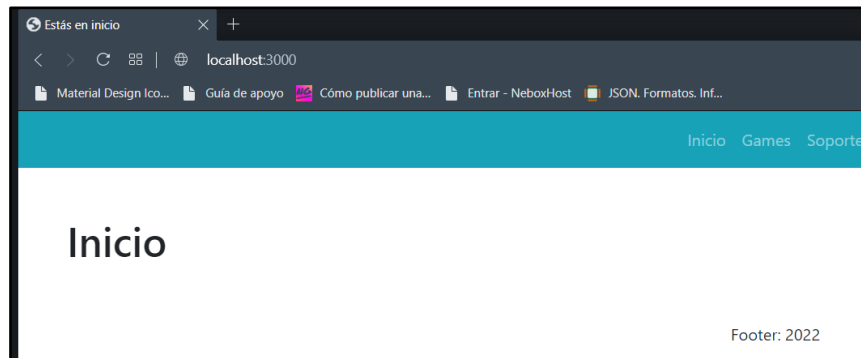 Estás en inicio
localhost:3000
Material Design Ico... Guía de apoyo Cómo publicar una... Entrar - NeboxHost JSON. Formatos. Inf...
Inicio Games Soporte
Inicio
Footer: 2022